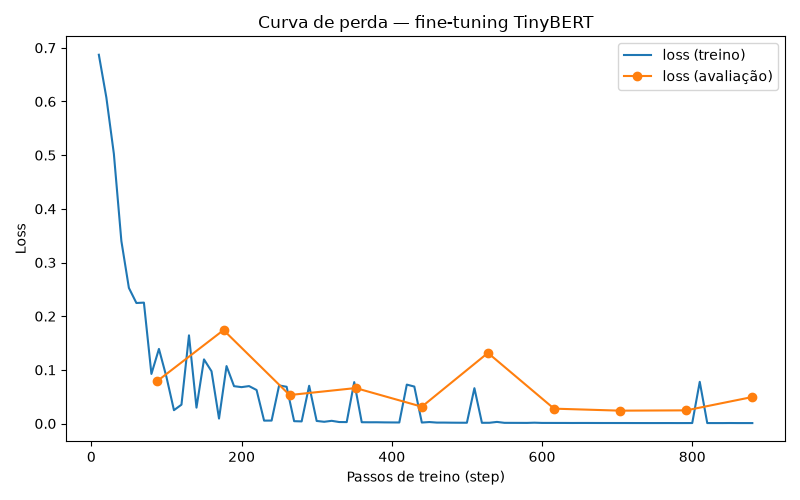 Curva de perda — fine-tuning TinyBERT
loss (treino)
loss (avaliação)
Loss
0.7
0.6
0.5
0.4
0.3
0.2
0.1
0.0
0
200
400
600
800
Passos de treino (step)